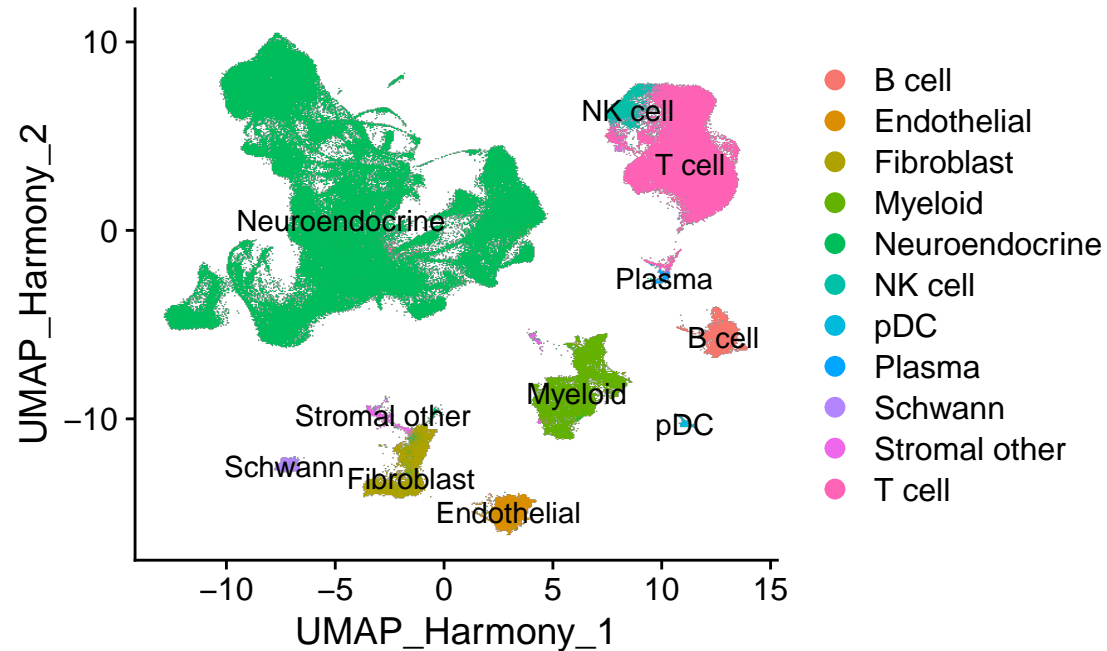 10
0
−10
UMAP_Harmony_2
−10
−5
0
5
10
15
UMAP_Harmony_1
NK cell
T cell
Neuroendocrine
Plasma
B cell
Myeloid
Stromal other
pDC
Schwann
Fibroblast
Endothelial
B cell
Endothelial
Fibroblast
Myeloid
Neuroendocrine
NK cell
pDC
Plasma
Schwann
Stromal other
T cell